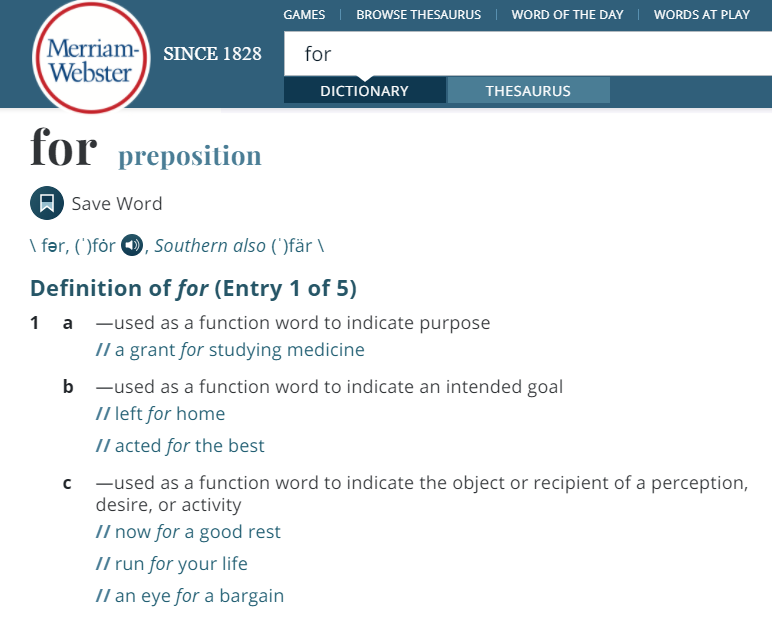 GAMES BROWSE THESAURUS WORD OF THE DAY WORDS AT PLAY
Merriam-
Webster
SINCE 1828
for
DICTIONARY THESAURUS
for preposition
Save Word
\ fər, (ˈ)fȯr , Southern also (ˈ)fär \
Definition of for (Entry 1 of 5)
1 a —used as a function word to indicate purpose
// a grant for studying medicine
b —used as a function word to indicate an intended goal
// left for home
// acted for the best
c —used as a function word to indicate the object or recipient of a perception,
desire, or activity
// now for a good rest
// run for your life
// an eye for a bargain